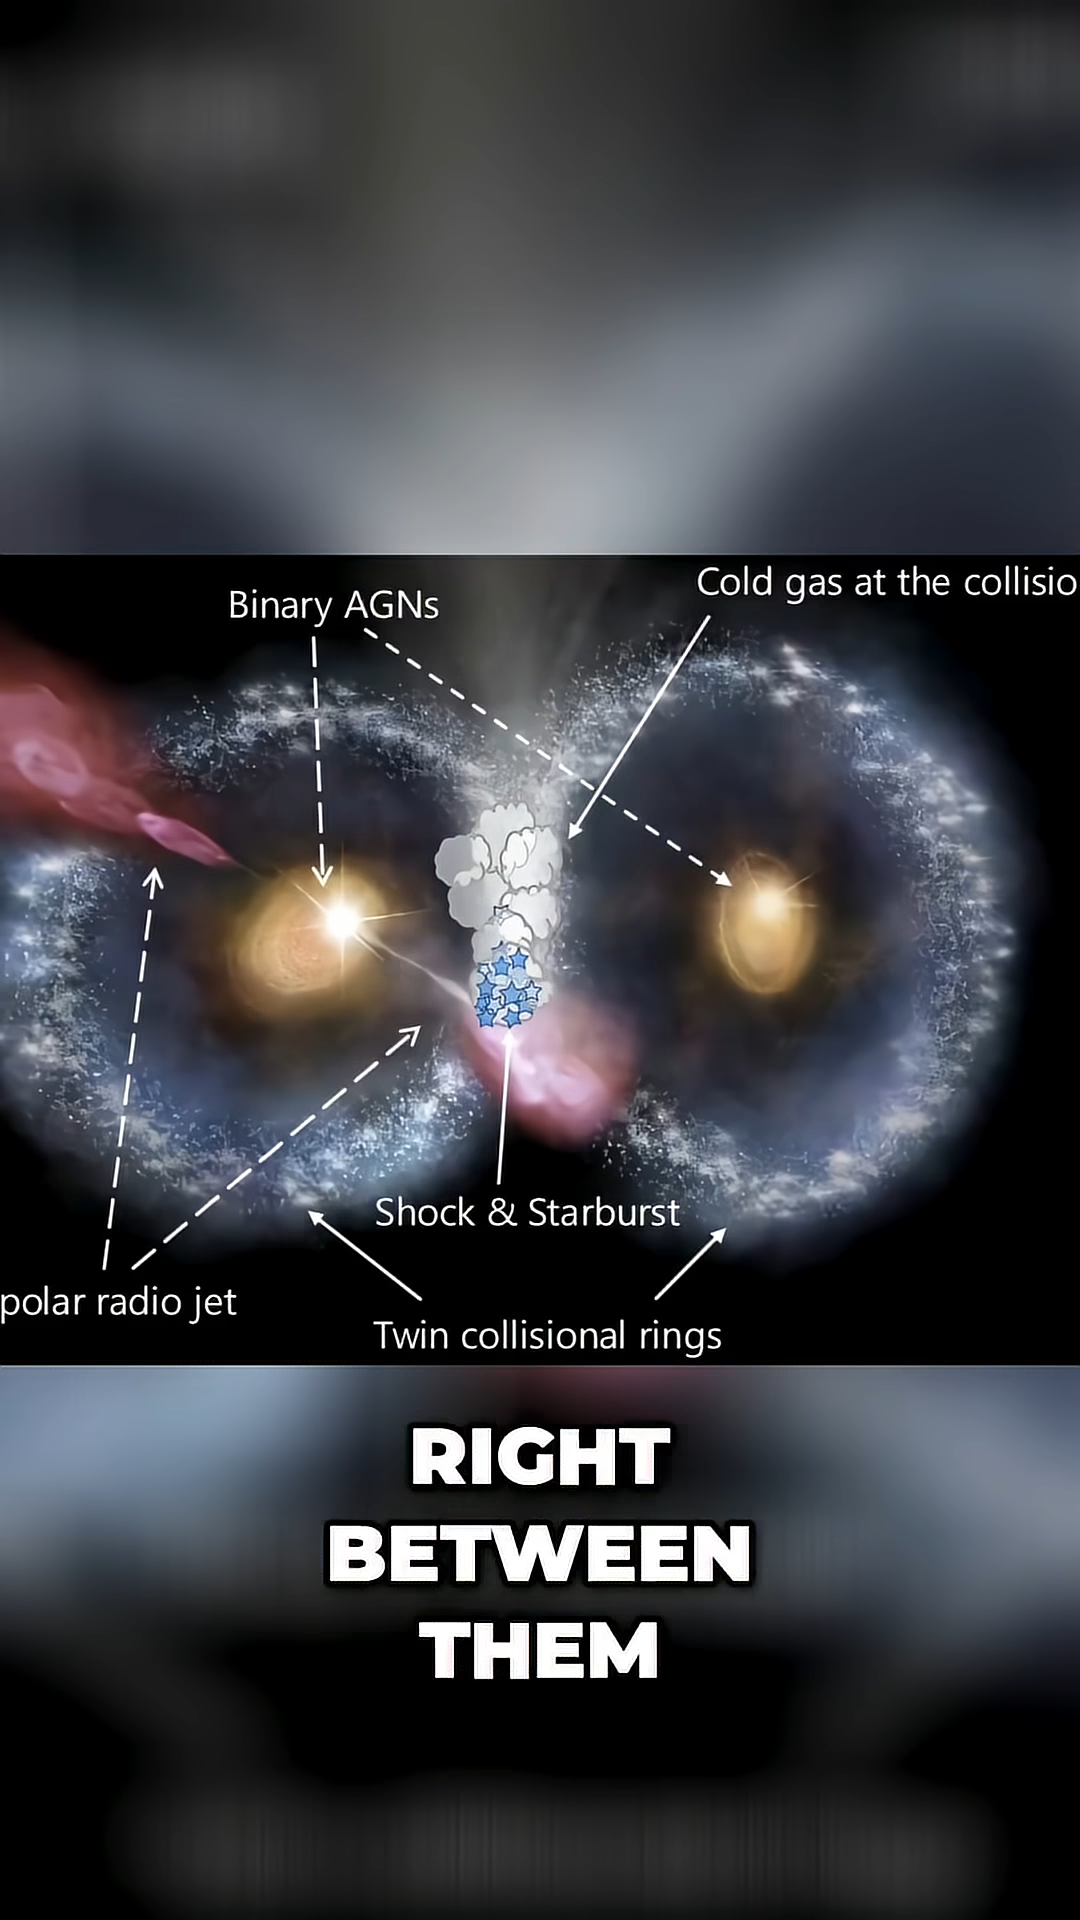 Cold gas at the collisio
Binary AGNs
Shock & Starburst
polar radio jet
Twin collisional rings
RIGHT
BETWEEN
THEM